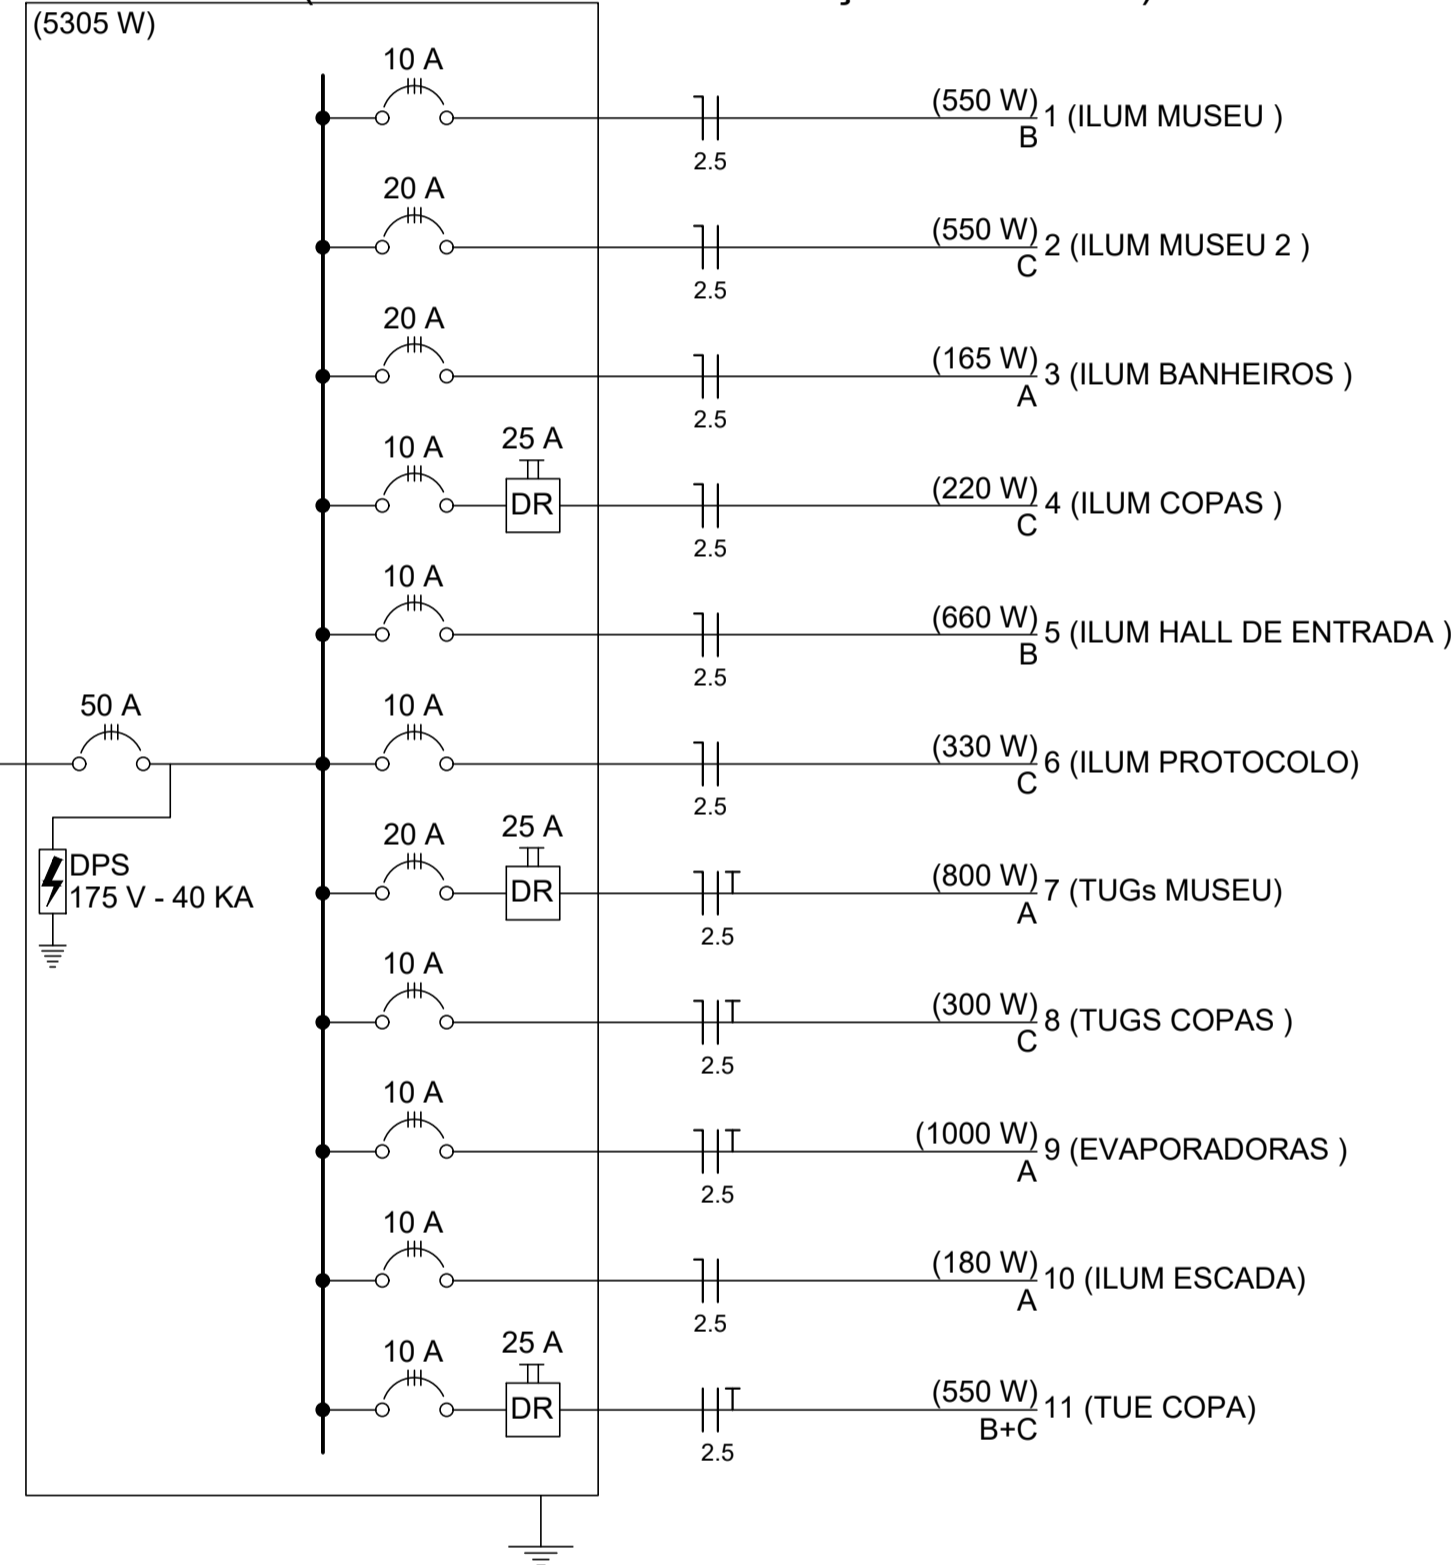 (5305 W)
10 A
(550 W)
1 (ILUM MUSEU )
B
2.5
20 A
(550 W)
2 (ILUM MUSEU 2 )
C
2.5
20 A
(165 W)
3 (ILUM BANHEIROS )
A
2.5
10 A
25 A
DR
(220 W)
4 (ILUM COPAS )
C
2.5
10 A
(660 W)
5 (ILUM HALL DE ENTRADA )
B
2.5
50 A
10 A
(330 W)
6 (ILUM PROTOCOLO)
C
2.5
DPS
175 V - 40 KA
20 A
25 A
DR
(800 W)
7 (TUGs MUSEU)
A
2.5
10 A
(300 W)
8 (TUGS COPAS )
C
2.5
10 A
(1000 W)
9 (EVAPORADORAS )
A
2.5
10 A
(180 W)
10 (ILUM ESCADA)
A
2.5
10 A
25 A
DR
(550 W)
11 (TUE COPA)
B+C
2.5